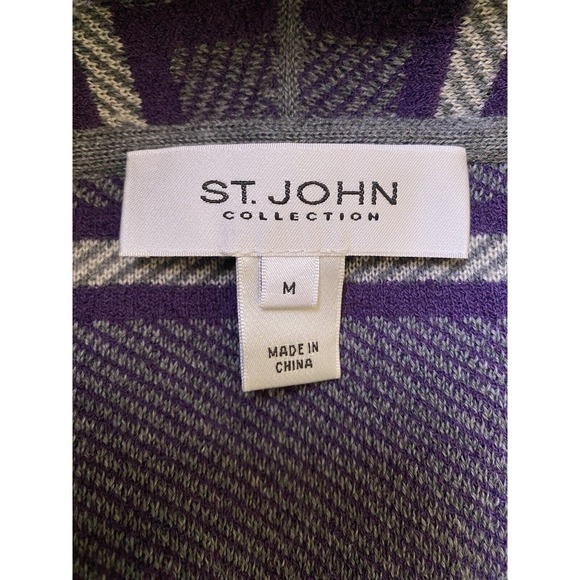 ST. JOHN
COLLECTION
M
MADE IN
CHINA